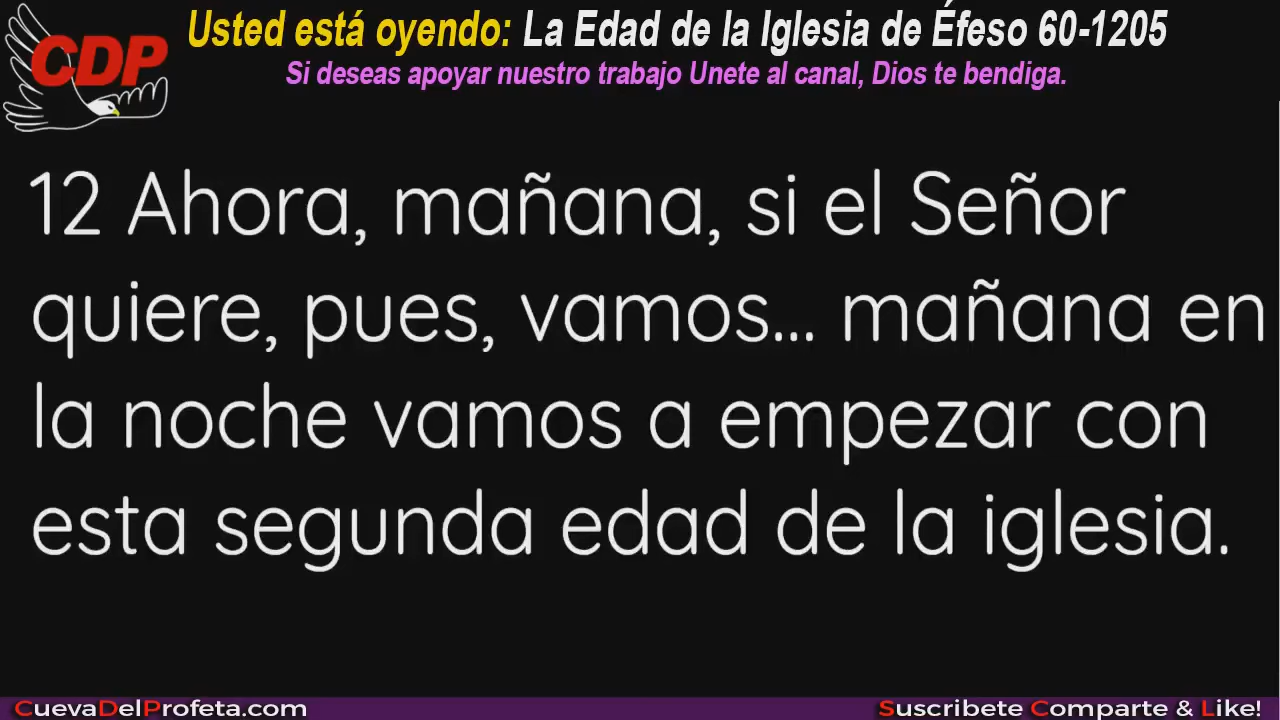 CDP
Usted está oyendo: La Edad de la Iglesia de Éfeso 60-1205
Si deseas apoyar nuestro trabajo Unete al canal, Dios te bendiga.
12 Ahora, mañana, si el Señor
quiere, pues, vamos... mañana en
la noche vamos a empezar con
esta segunda edad de la iglesia.
CuevaDelProfeta.com
Suscribete Comparte & Like!